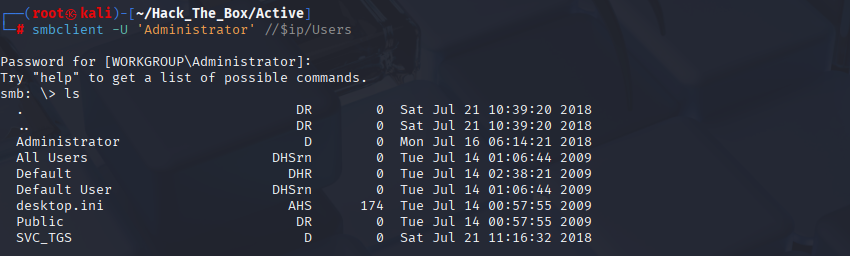 ┌──(root㉿kali)-[~/Hack_The_Box/Active]
└─# smbclient -U 'Administrator' //$ip/Users
Password for [WORKGROUP\Administrator]:
Try "help" to get a list of possible commands.
smb: \> ls
  .                                  DR        0  Sat Jul 21 10:39:20 2018
  ..                                 DR        0  Sat Jul 21 10:39:20 2018
  Administrator                       D        0  Mon Jul 16 06:14:21 2018
  All Users                       DHSrn        0  Tue Jul 14 01:06:44 2009
  Default                           DHR        0  Tue Jul 14 02:38:21 2009
  Default User                    DHSrn        0  Tue Jul 14 01:06:44 2009
  desktop.ini                       AHS      174  Tue Jul 14 00:57:55 2009
  Public                             DR        0  Tue Jul 14 00:57:55 2009
  SVC_TGS                             D        0  Sat Jul 21 11:16:32 2018